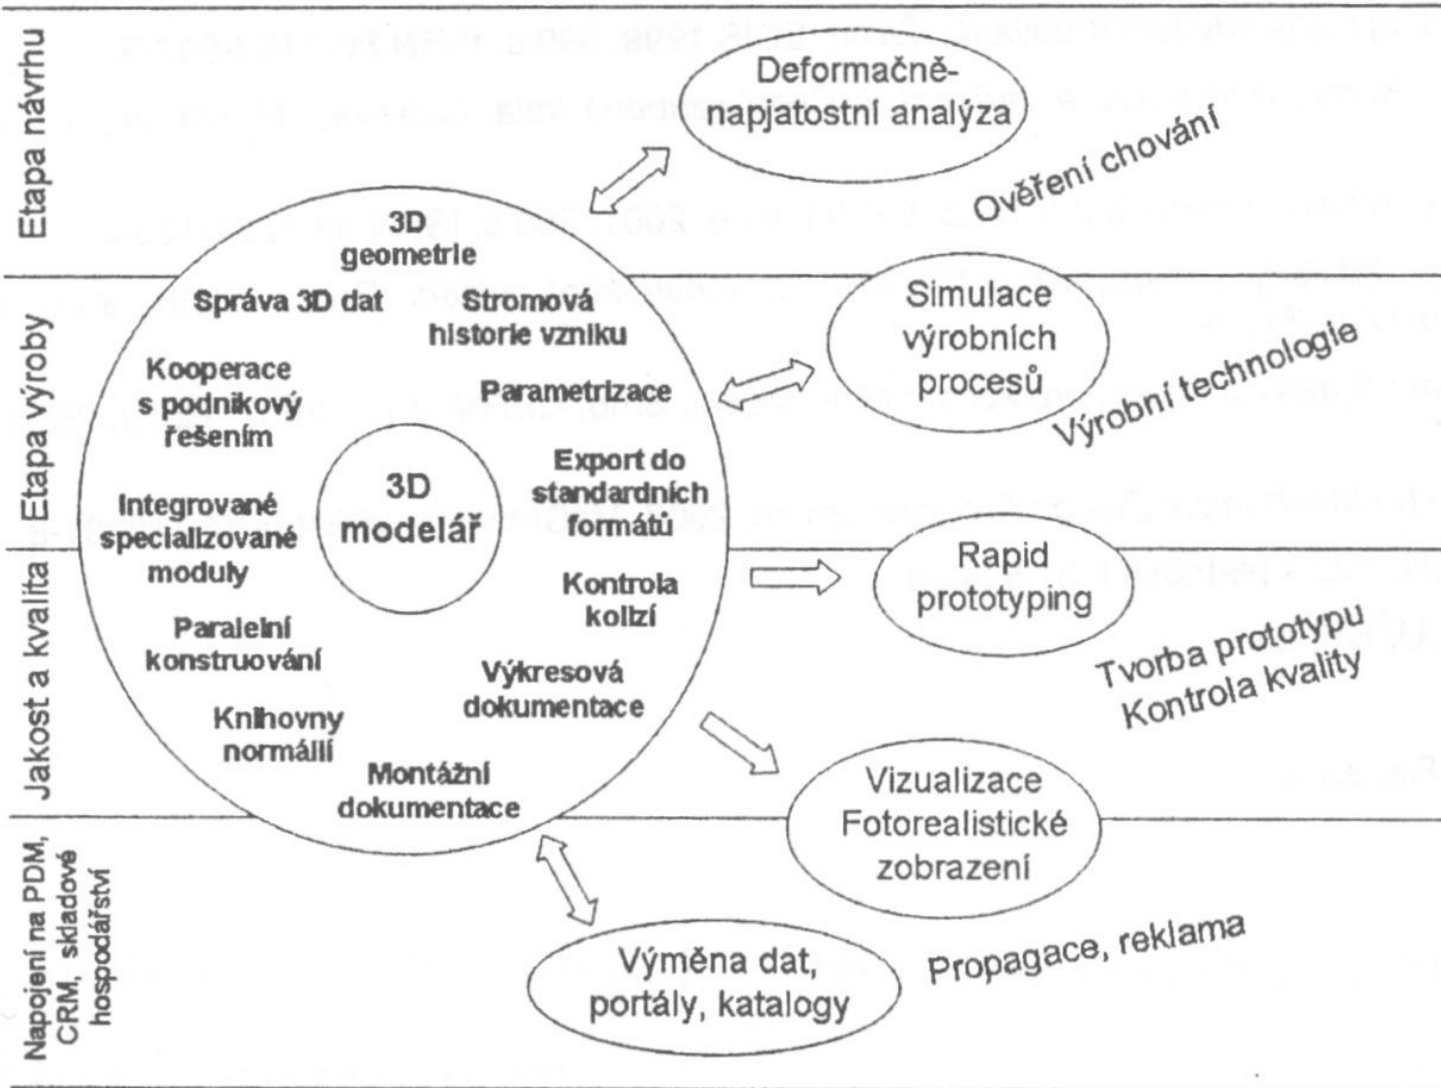 Etapa návrhu
Deformačně-
napjatostní analýza
Ověření chování
Etapa výroby
Simulace
výrobních
procesů
Výrobní technologie
Jakost a kvalita
Rapid
prototyping
Tvorba prototypu
Kontrola kvality
Vizualizace
Fotorealistické
zobrazení
Napojení na PDM,
CRM, skladové
hospodářství
Výměna dat,
portály, katalogy
Propagace, reklama
3D
geometrie
Správa 3D dat
Stromová
historie vzniku
Kooperace
s podnikový
řešením
Parametrizace
3D
modelář
Export do
standardních
formátů
Integrované
specializované
moduly
Kontrola
kolizí
Paralelní
konstruování
Výkresová
dokumentace
Knihovny
normálií
Montážní
dokumentace